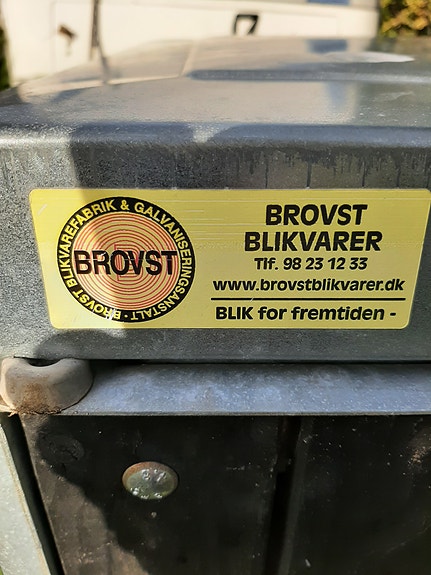 BROVST BLIKVAREFABRIK & GALVANISERINGSANSTALT •
BROVST
BROVST
BLIKVARER
Tlf. 98 23 12 33
www.brovstblikvarer.dk
BLIK for fremtiden -